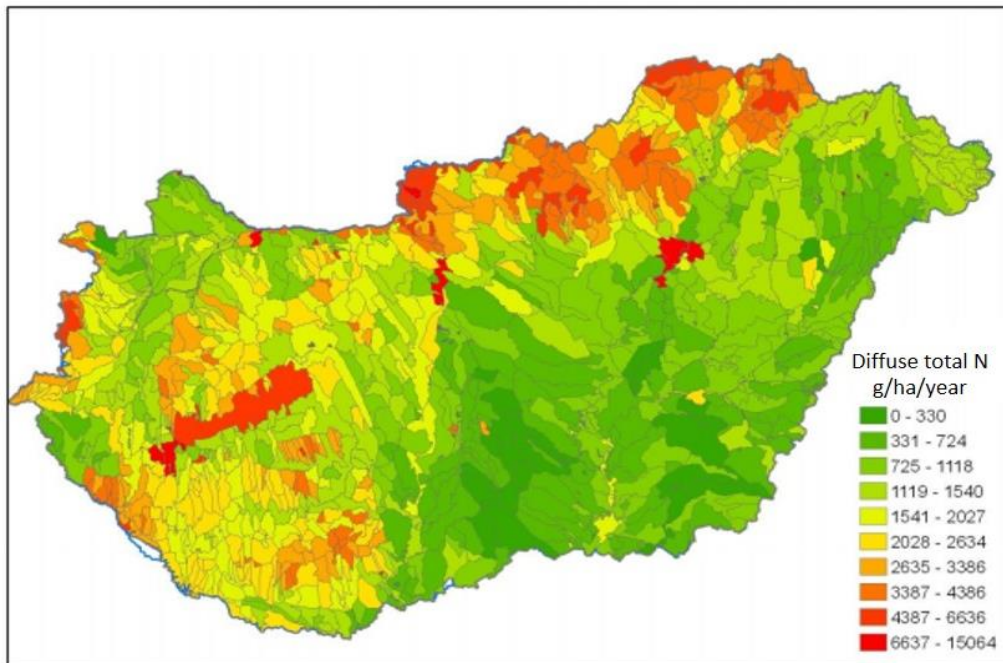 Diffuse total N
g/ha/year
0 - 330
331 - 724
725 - 1118
1119 - 1540
1541 - 2027
2028 - 2634
2635 - 3386
3387 - 4386
4387 - 6636
6637 - 15064